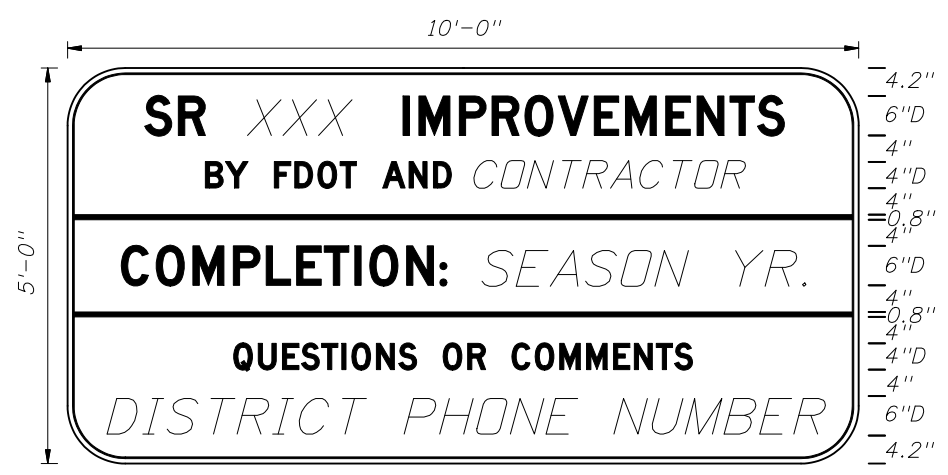 10'-0"
5'-0"
SR XXX IMPROVEMENTS
BY FDOT AND CONTRACTOR
COMPLETION: SEASON YR.
QUESTIONS OR COMMENTS
DISTRICT PHONE NUMBER
4.2"
6"D
4"
4"D
4"
0.8"
4"
6"D
4"
0.8"
4"
4"D
4"
6"D
4.2"